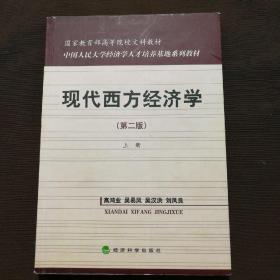 国家教育部高等院校文科教材
中国人民大学经济学人才培养基地系列教材
现代西方经济学
(第二版)
上册
高鸿业 吴易风 吴汉洪 刘凤良
XIANDAI XIFANG JINGJIXUE
经济科学出版社